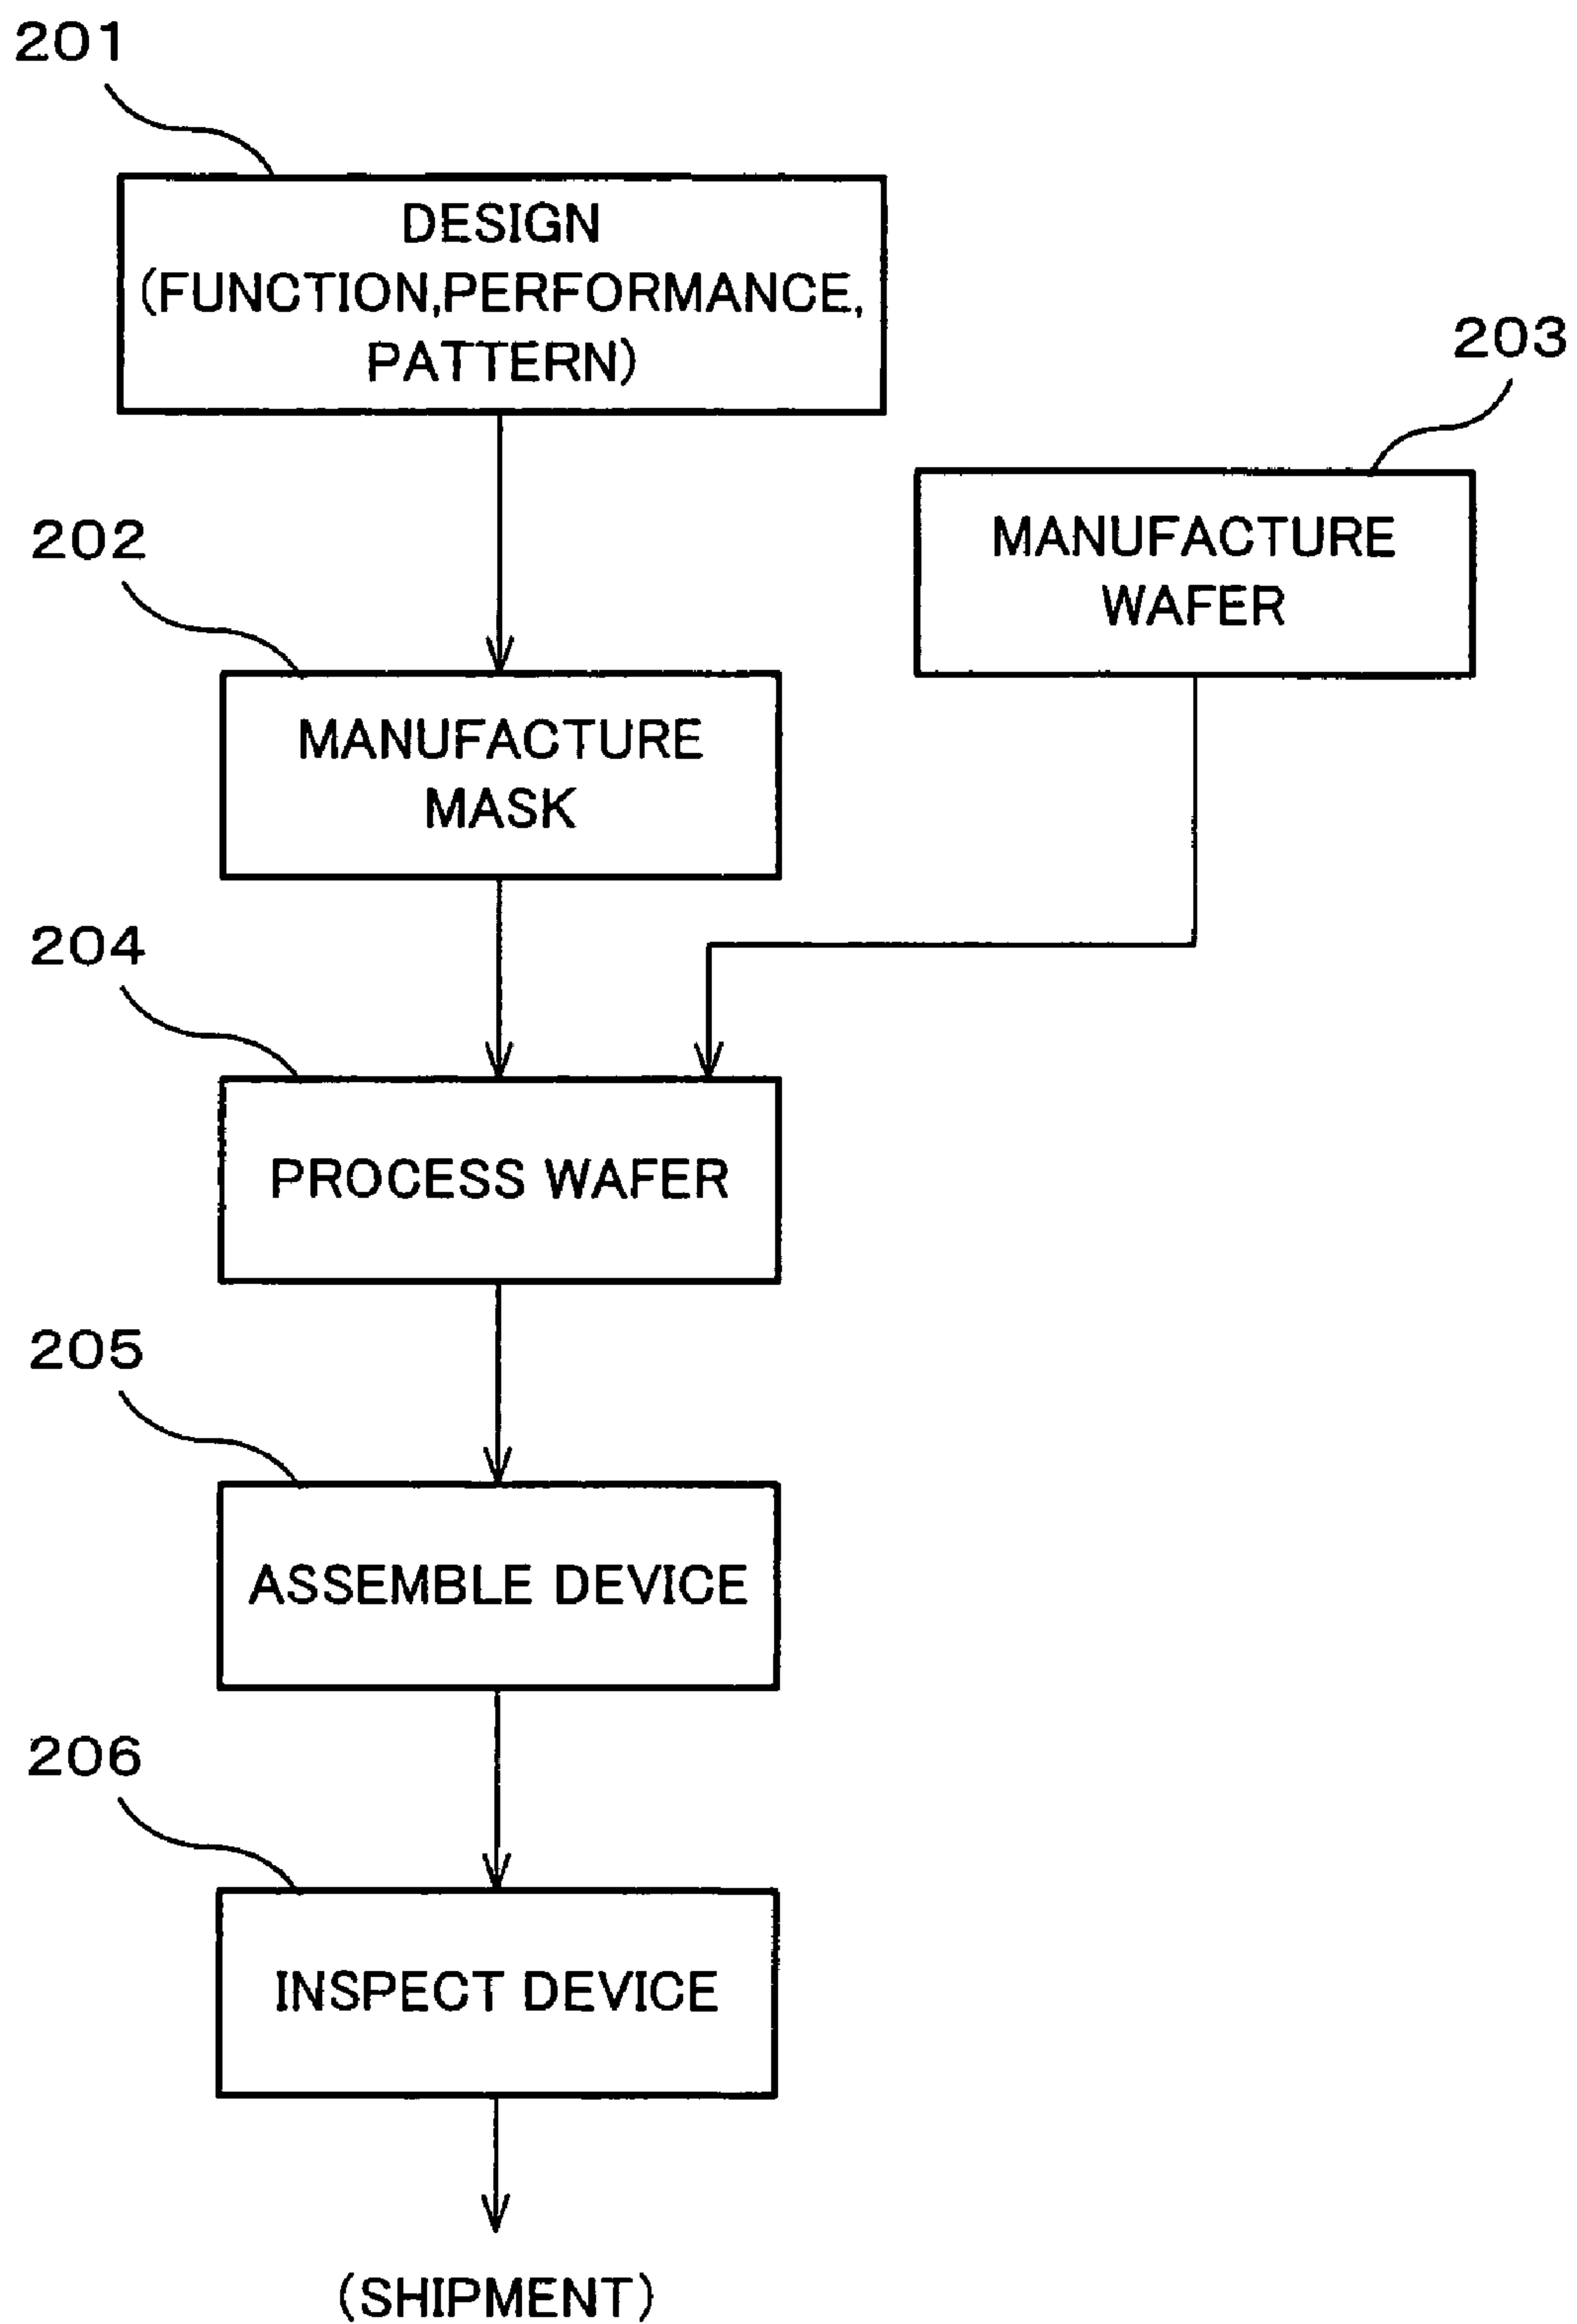 201
DESIGN
(FUNCTION,PERFORMANCE,
PATTERN)
203
MANUFACTURE
WAFER
202
MANUFACTURE
MASK
204
PROCESS WAFER
205
ASSEMBLE DEVICE
206
INSPECT DEVICE
(SHIPMENT)